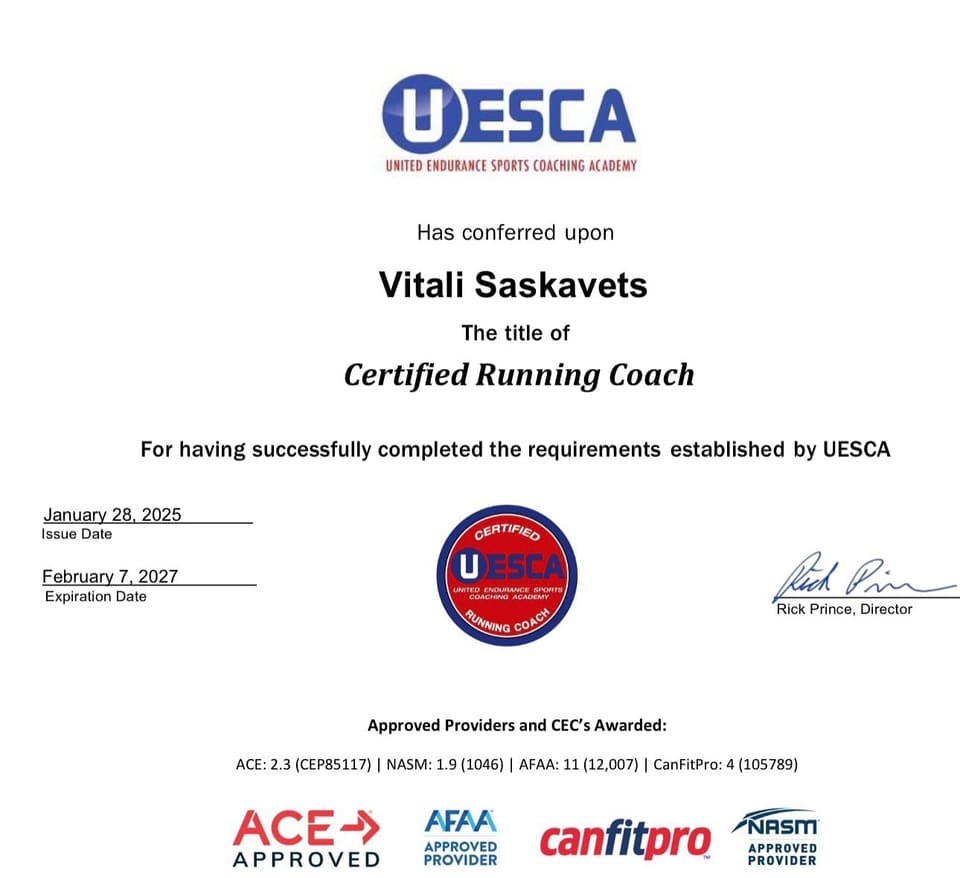 UESCA
UNITED ENDURANCE SPORTS COACHING ACADEMY
Has conferred upon
Vitali Saskavets
The title of
Certified Running Coach
For having successfully completed the requirements established by UESCA
January 28, 2025
Issue Date
February 7, 2027
Expiration Date
CERTIFIED
UESCA
UNITED ENDURANCE SPORTS
COACHING ACADEMY
RUNNING COACH
Rick Prince
Rick Prince, Director
Approved Providers and CEC’s Awarded:
ACE: 2.3 (CEP85117) | NASM: 1.9 (1046) | AFAA: 11 (12,007) | CanFitPro: 4 (105789)
ACE
APPROVED
AFAA
APPROVED
PROVIDER
canfitpro™
NASM
APPROVED
PROVIDER